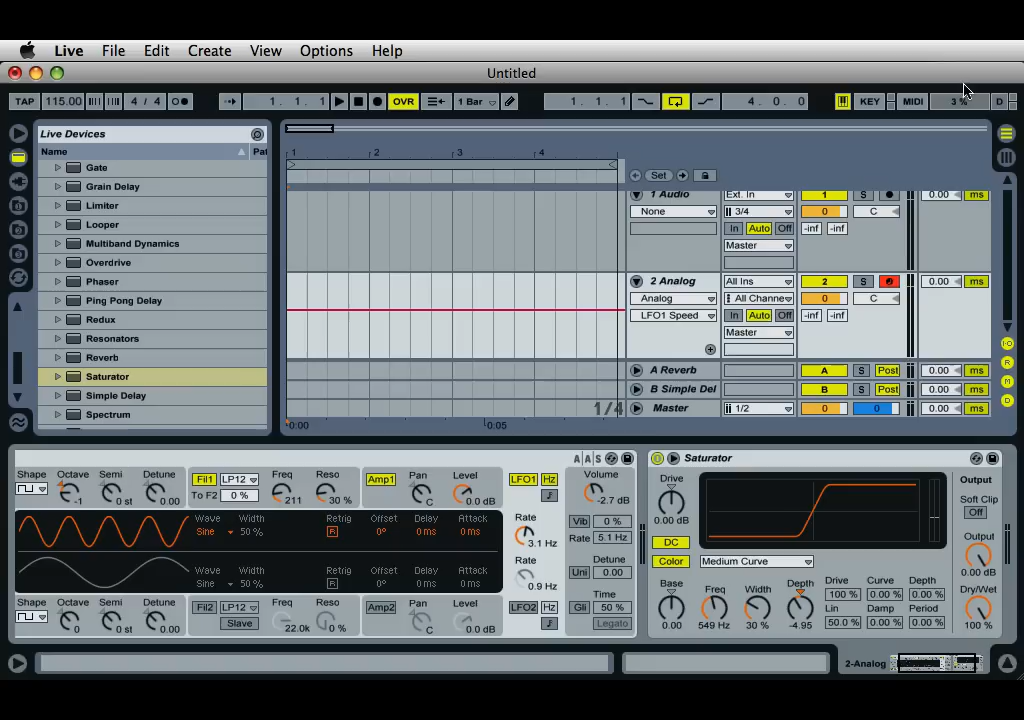 Live File Edit Create View Options Help
Untitled
TAP 115.00 4 / 4 1. 1. 1 OVR 1 Bar 1. 1. 1 4. 0. 0 KEY MIDI 3 % D
Live Devices
Name Pat
Gate
Grain Delay
Limiter
Looper
Multiband Dynamics
Overdrive
Phaser
Ping Pong Delay
Redux
Resonators
Reverb
Saturator
Simple Delay
Spectrum
1 2 3 4
Set
1 Audio Ext. In 1 S 0.00 ms
None 3/4 0 C
In Auto Off -inf -inf
Master
2 Analog All Ins 2 S 0.00 ms
Analog All Channe 0 C
LFO1 Speed In Auto Off -inf -inf
Master
A Reverb A S Post 0.00 ms
B Simple Del B S Post 0.00 ms
1/4 Master 1/2 0 0 0.00 ms
0:00 0:05
I·O
R
M
D
AAS
Shape Octave Semi Detune Fil1 LP12 Freq Reso Amp1 Pan Level LFO1 Hz Volume
-1 0 st 0.00 To F2 0 % 211 30 % C 0.0 dB -2.7 dB
Wave Width Retrig Offset Delay Attack
Sine 50 % R 0° 0 ms 0 ms
Rate
3.1 Hz
Vib 0 %
Rate 5.1 Hz
Wave Width Retrig Offset Delay Attack
Sine 50 % R 0° 0 ms 0 ms
Rate
0.9 Hz
Detune
Uni 0.00
Time
Shape Octave Semi Detune Fil2 LP12 Freq Reso Amp2 Pan Level LFO2 Hz Gli 50 %
0 0 st 0.00 Slave 22.0k 0 % C 0.0 dB Legato
Saturator
Drive
0.00 dB
DC
Color Medium Curve
Base Freq Width Depth
0.00 549 Hz 30 % -4.95
Drive Curve Depth
100 % 0.00 % 0.00 %
Lin Damp Period
50.0 % 0.00 % 0.00 %
Output
Soft Clip
Off
Output
0.00 dB
Dry/Wet
100 %
2-Analog